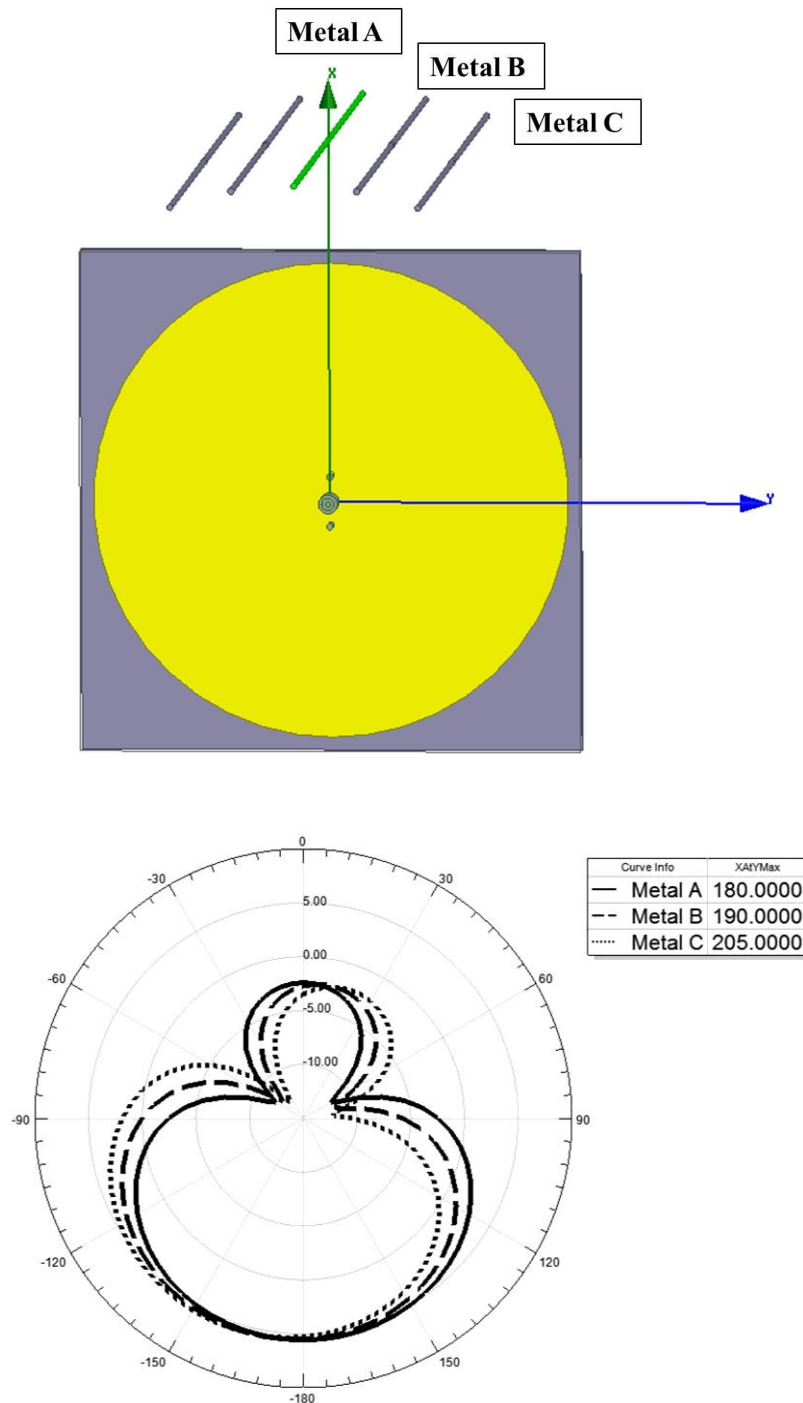 Metal A
X
Metal B
Metal C
Y
0
-30
30
5.00
0.00
-60
60
-5.00
-10.00
-90
90
-120
120
-150
150
-180
Curve Info XAtYMax
Metal A 180.0000
Metal B 190.0000
Metal C 205.0000